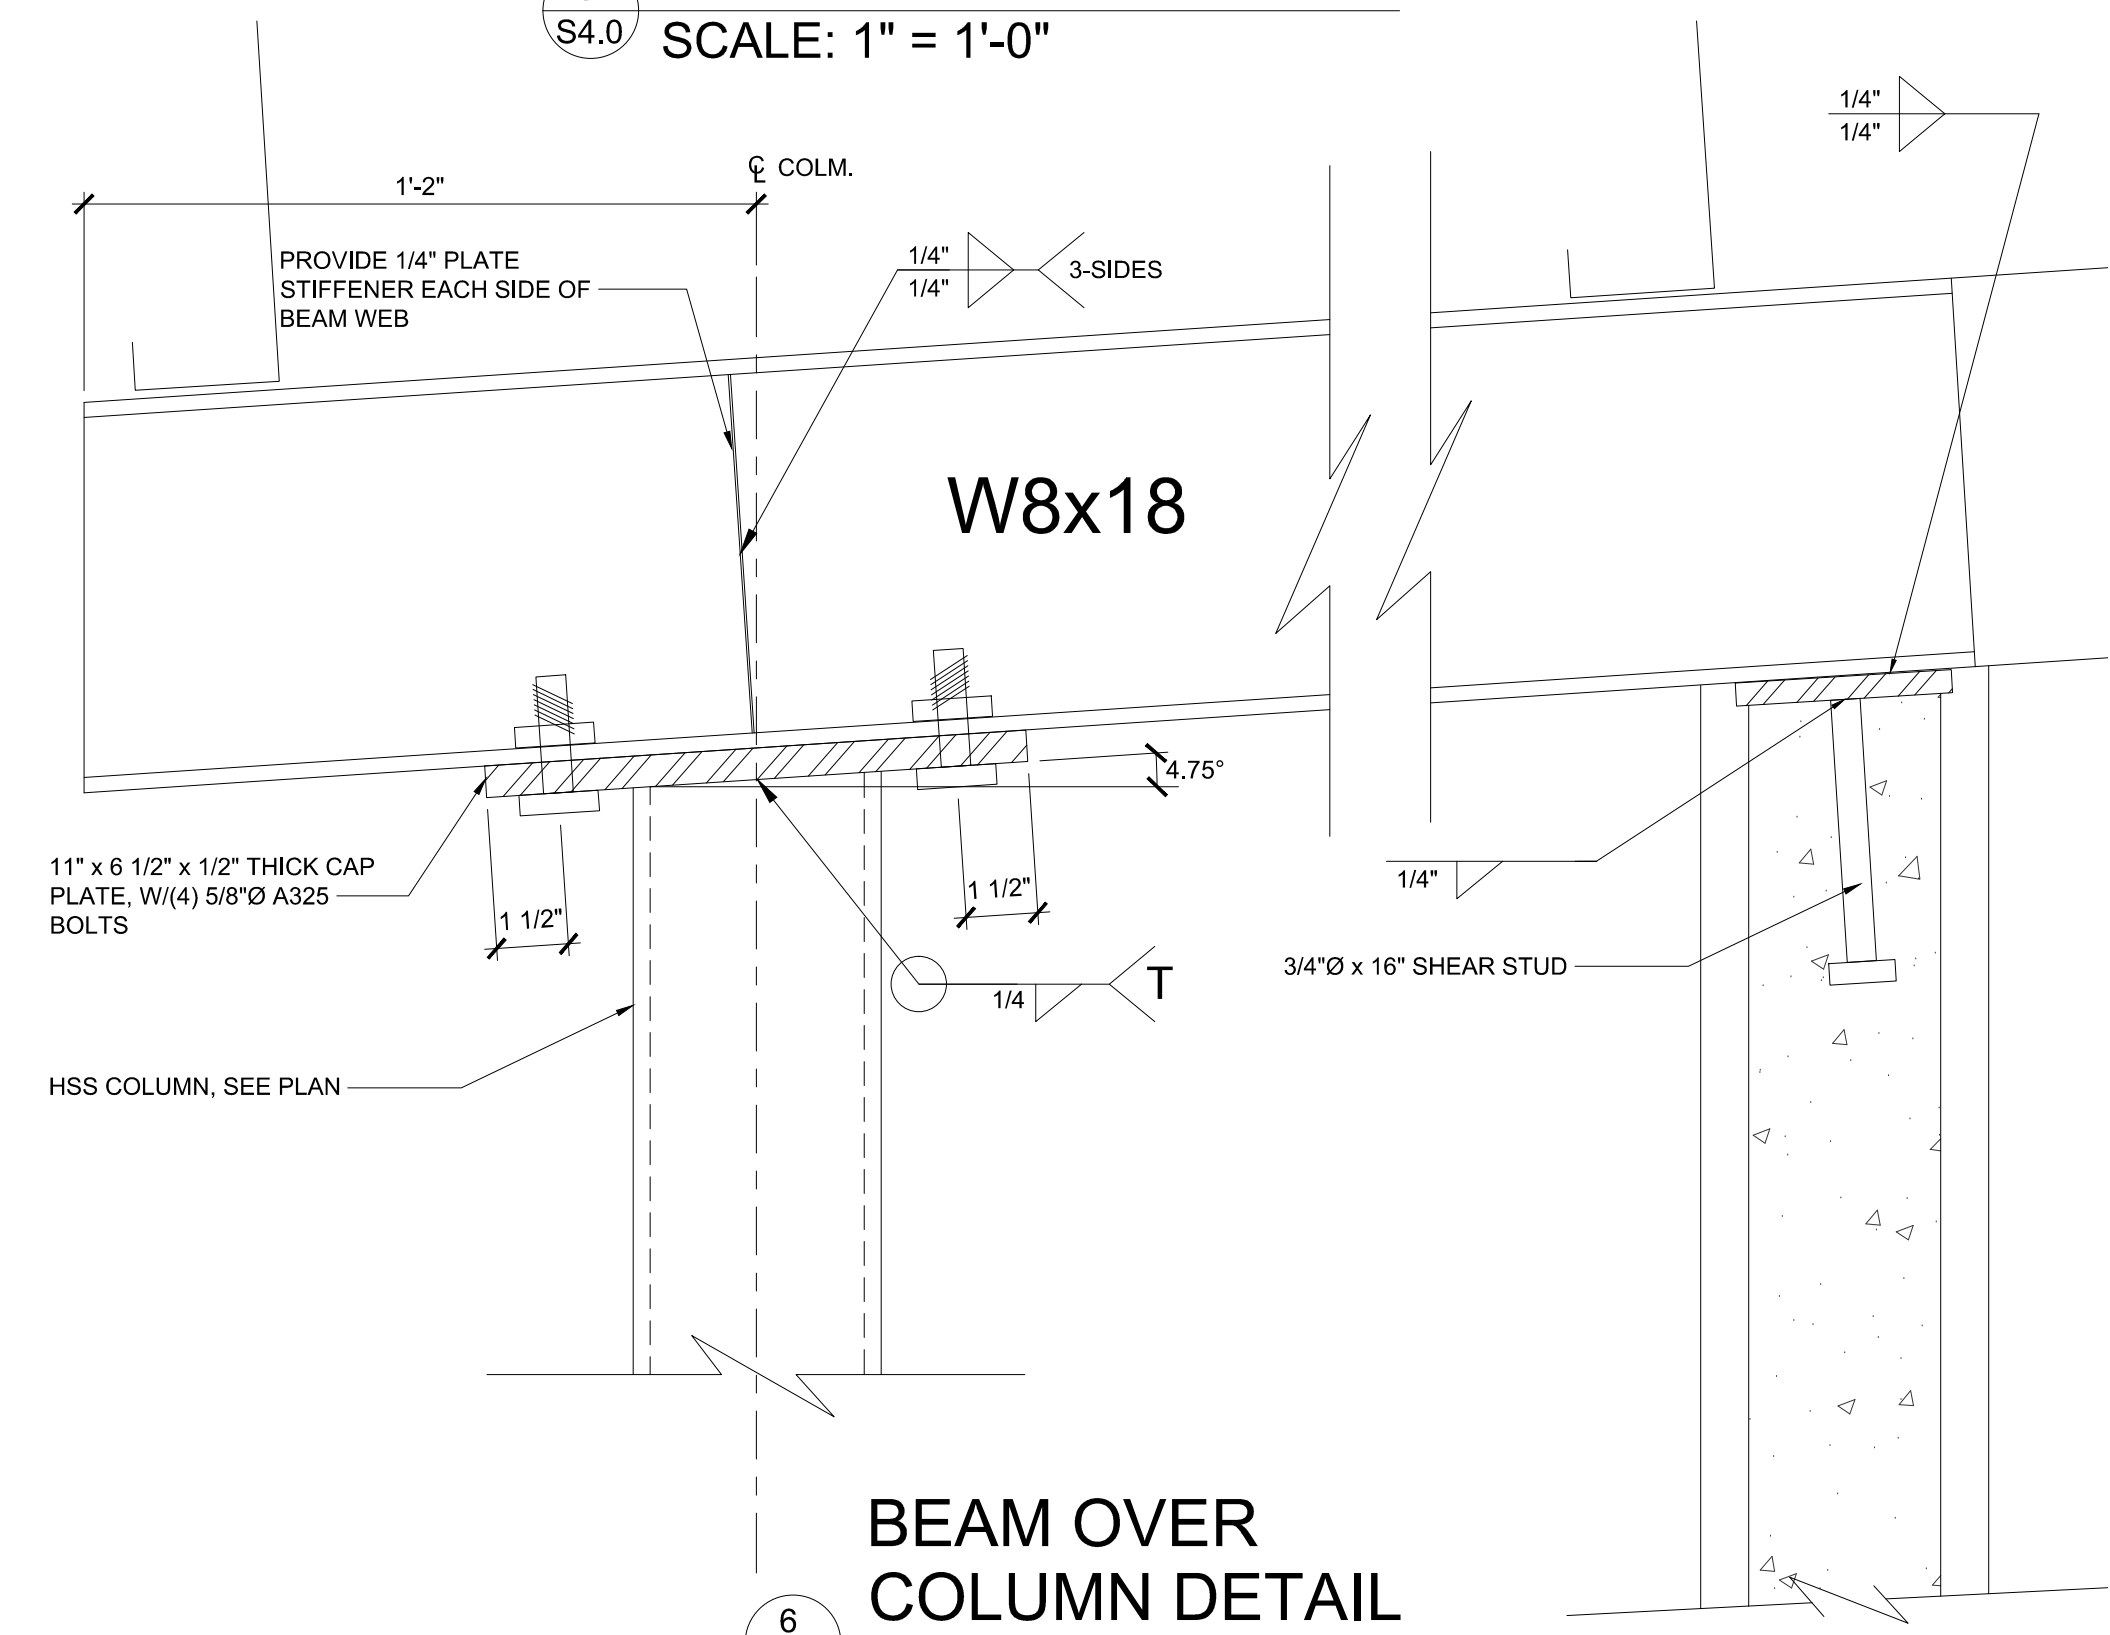 S4.0
SCALE: 1" = 1'-0"
1/4"
1/4"
1'-2"
℄ COLM.
PROVIDE 1/4" PLATE
STIFFENER EACH SIDE OF
BEAM WEB
1/4"
1/4"
3-SIDES
W8x18
4.75°
11" x 6 1/2" x 1/2" THICK CAP
PLATE, W/(4) 5/8"Ø A325
BOLTS
1 1/2"
1 1/2"
1/4"
3/4"Ø x 16" SHEAR STUD
1/4
T
HSS COLUMN, SEE PLAN
BEAM OVER
COLUMN DETAIL
6